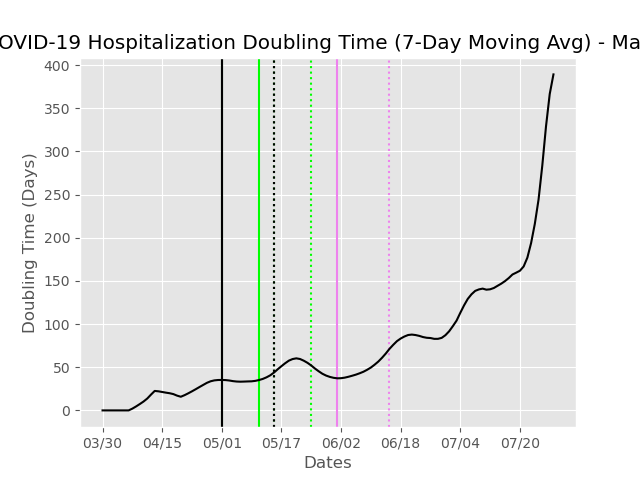 OVID-19 Hospitalization Doubling Time (7-Day Moving Avg) - Ma
400
350
300
250
200
150
100
50
0
Doubling Time (Days)
03/30 04/15 05/01 05/17 06/02 06/18 07/04 07/20
Dates